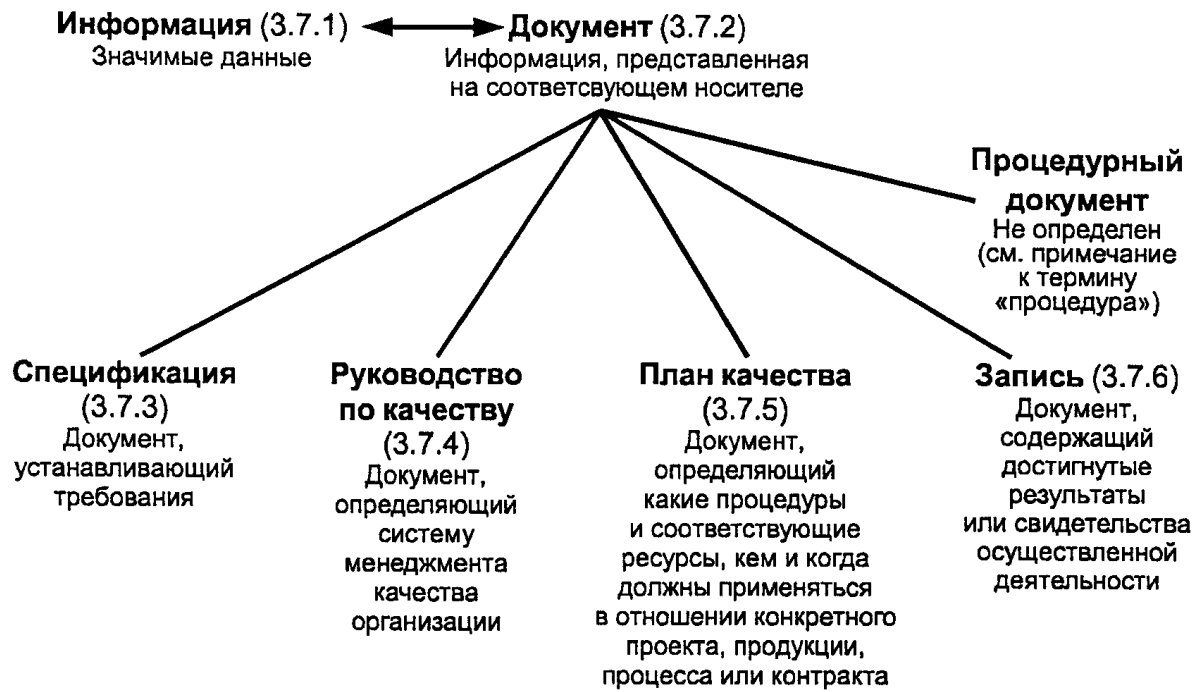 Информация (3.7.1)
Значимые данные
Документ (3.7.2)
Информация, представленная
на соответсвующем носителе
Процедурный
документ
Не определен
(см. примечание
к термину
«процедура»)
Спецификация
(3.7.3)
Документ,
устанавливающий
требования
Руководство
по качеству
(3.7.4)
Документ,
определяющий
систему
менеджмента
качества
организации
План качества
(3.7.5)
Документ,
определяющий
какие процедуры
и соответствующие
ресурсы, кем и когда
должны применяться
в отношении конкретного
проекта, продукции,
процесса или контракта
Запись (3.7.6)
Документ,
содержащий
достигнутые
результаты
или свидетельства
осуществленной
деятельности